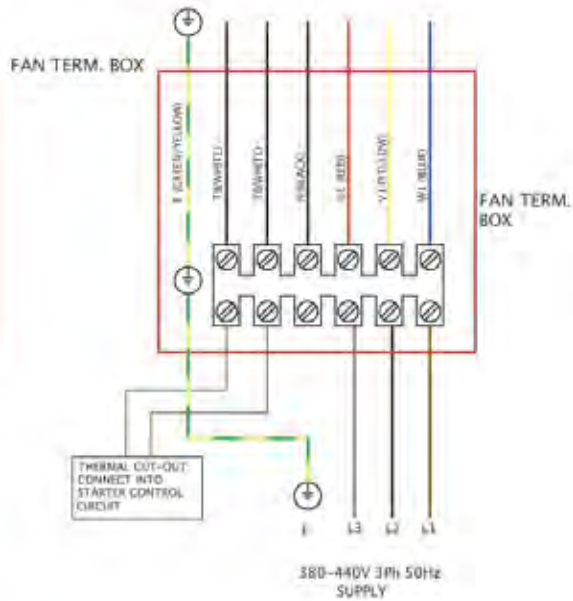 FAN TERM. BOX
E (GREEN/YELLOW)
TB(WHITE)
TB(WHITE)
N(BLACK)
U1 (RED)
V1(YELLOW)
W1 (BLUE)
FAN TERM.
BOX
THERMAL CUT-OUT
CONNECT INTO
STARTER CONTROL
CIRCUIT
L3
L2
L1
380-440V 3Ph 50Hz
SUPPLY